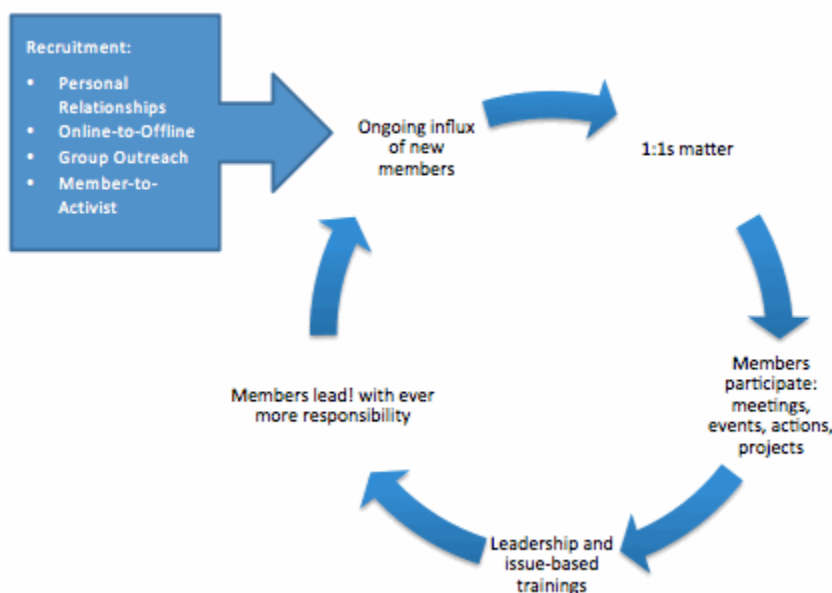 Recruitment:
• Personal
Relationships
• Online-to-Offline
• Group Outreach
• Member-to-
Activist
Ongoing influx
of new
members
1:1s matter
Members
participate:
meetings,
events, actions,
projects
Leadership and
issue-based
trainings
Members lead! with ever
more responsibility